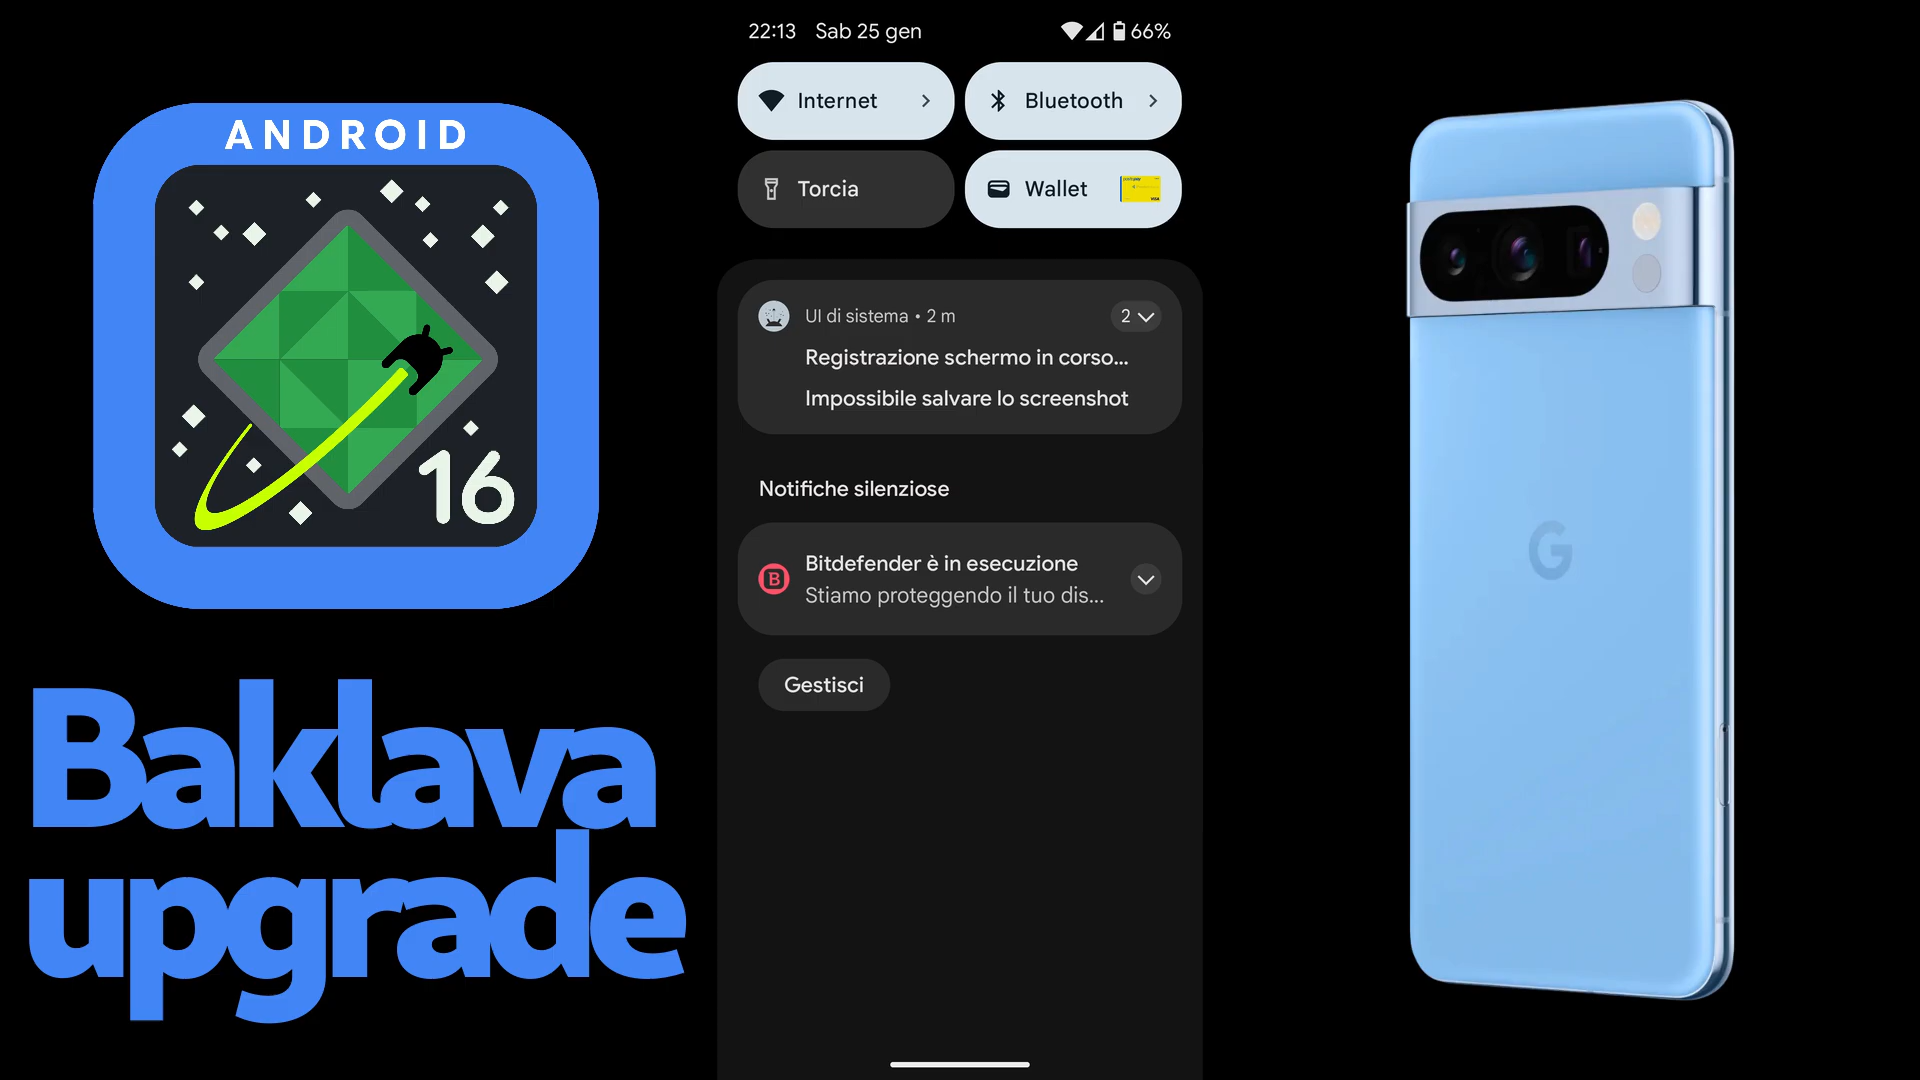 ANDROID
16
Baklava
upgrade
22:13 Sab 25 gen
66%
Internet
Bluetooth
Torcia
Wallet
UI di sistema • 2 m
2
Registrazione schermo in corso...
Impossibile salvare lo screenshot
Notifiche silenziose
B
Bitdefender è in esecuzione
Stiamo proteggendo il tuo dis...
Gestisci
G